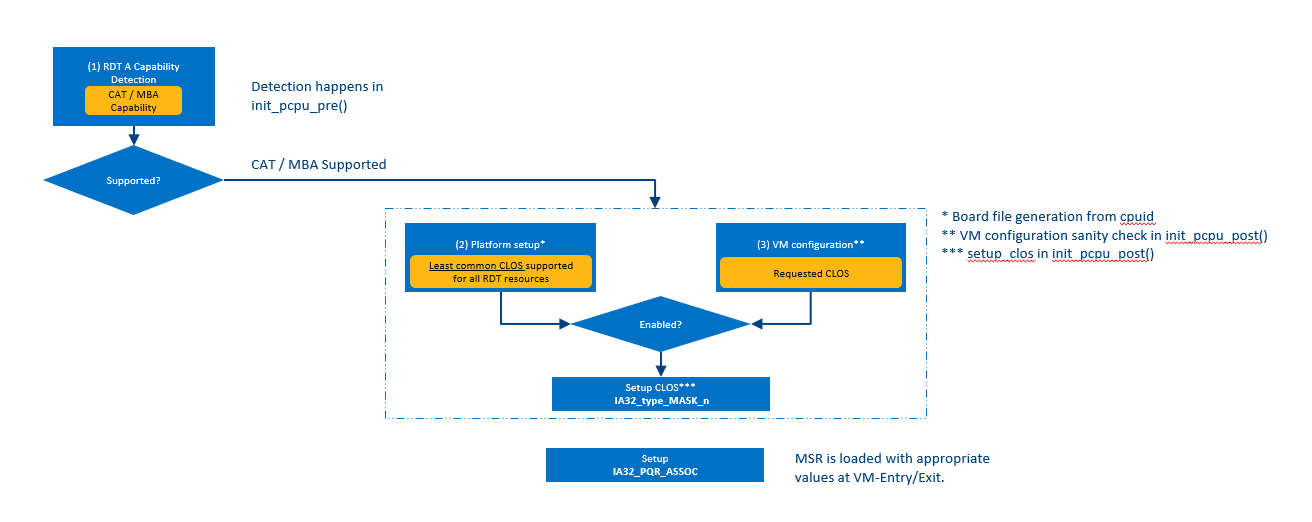 (1) RDT A Capability
Detection
CAT / MBA
Capability
Detection happens in
init_pcpu_pre()
Supported?
CAT / MBA Supported
(2) Platform setup*
Least common CLOS supported
for all RDT resources
(3) VM configuration**
Requested CLOS
* Board file generation from cpuid
** VM configuration sanity check in init_pcpu_post()
*** setup_clos in init_pcpu_post()
Enabled?
Setup CLOS***
IA32_type_MASK_n
Setup
IA32_PQR_ASSOC
MSR is loaded with appropriate
values at VM-Entry/Exit.